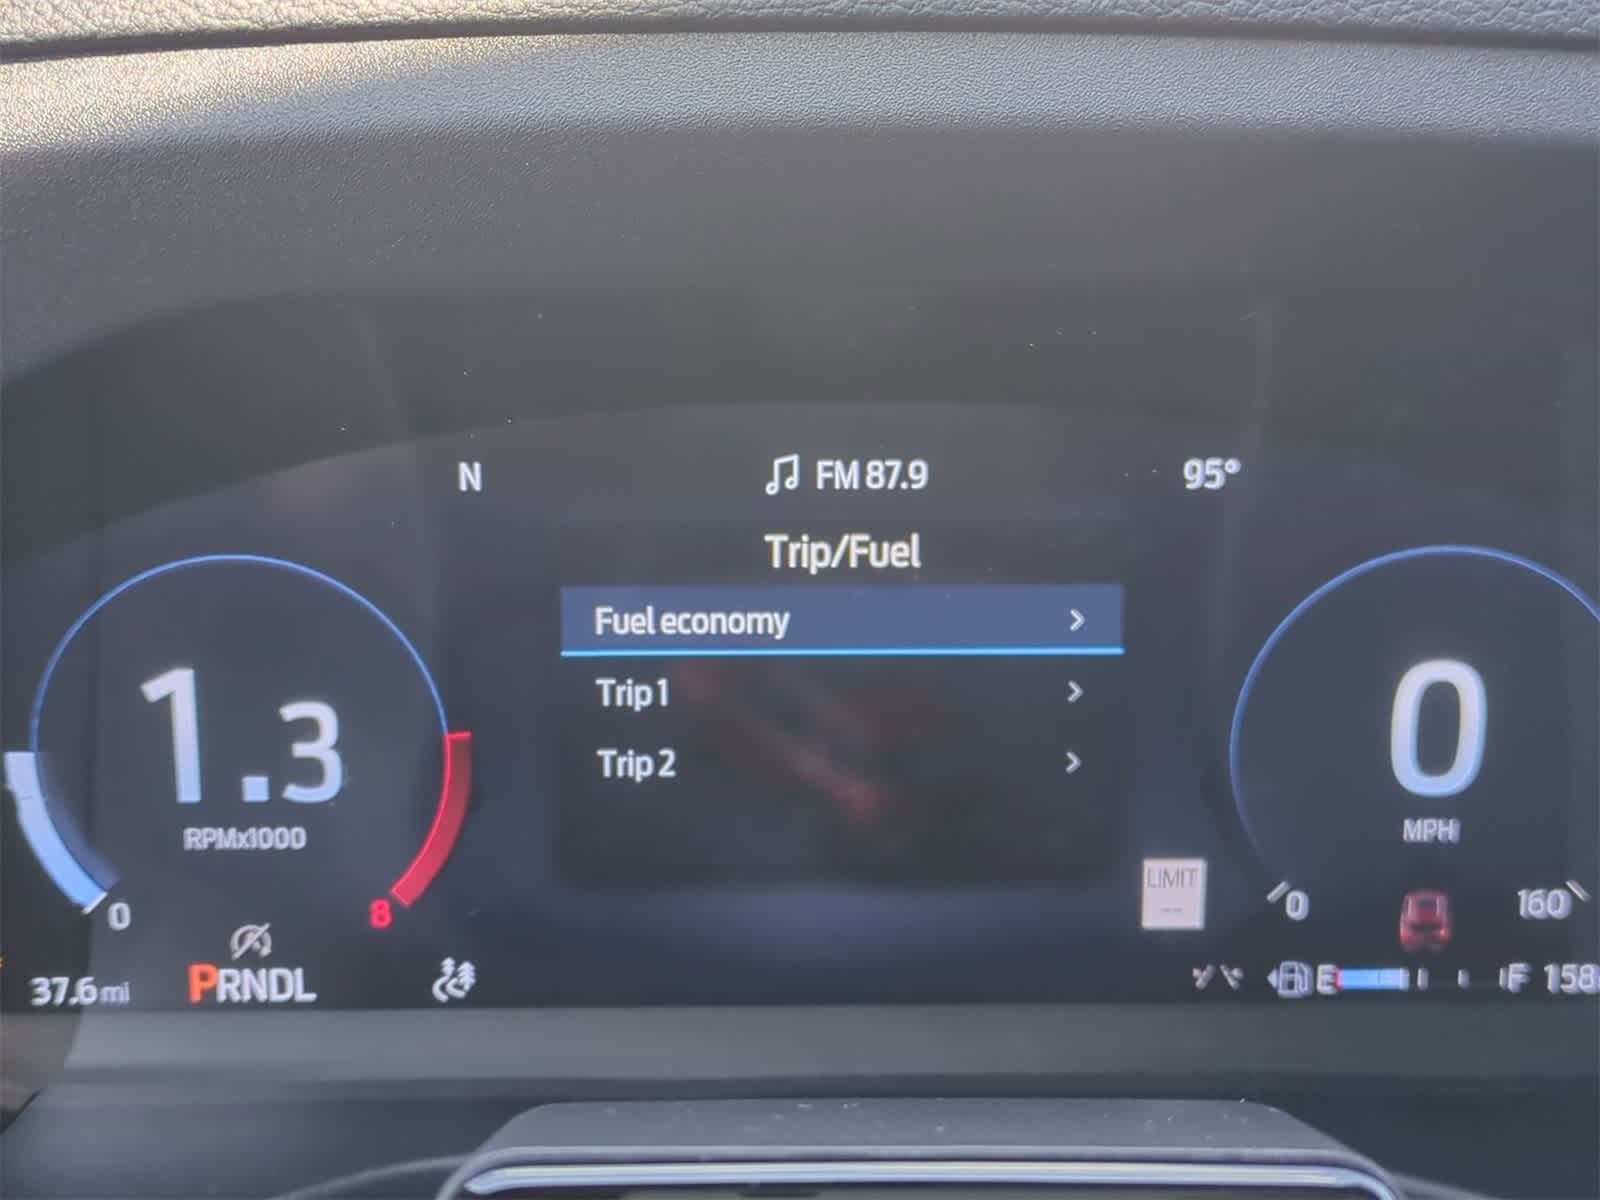 N
FM 87.9
95°
Trip/Fuel
Fuel economy
Trip 1
Trip 2
1.3
RPMx1000
0
8
0
MPH
LIMIT
--
0
160
37.6 mi
PRNDL
E
F
158